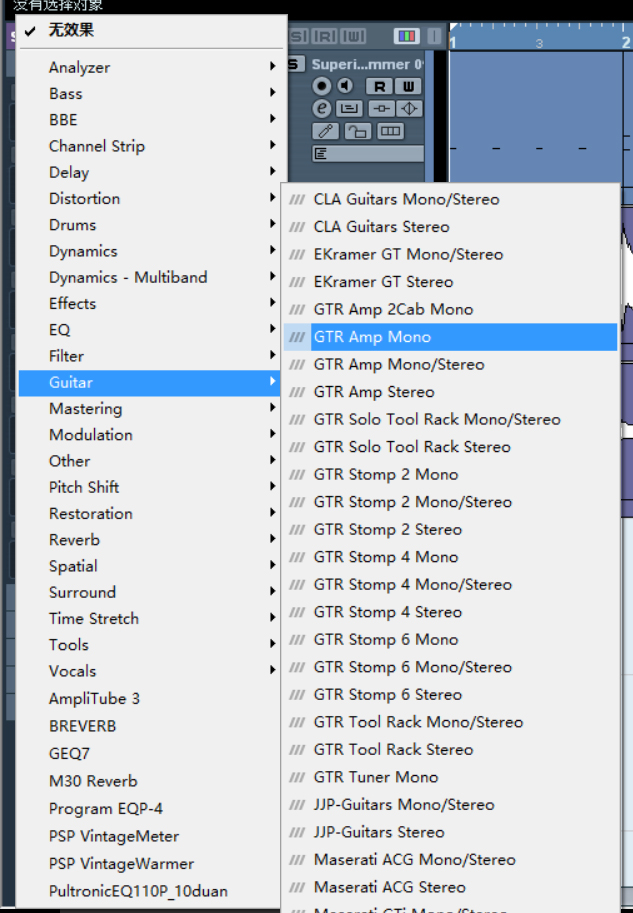 没有选择对象
无效果
Analyzer
Bass
BBE
Channel Strip
Delay
Distortion
Drums
Dynamics
Dynamics - Multiband
Effects
EQ
Filter
Guitar
Mastering
Modulation
Other
Pitch Shift
Restoration
Reverb
Spatial
Surround
Time Stretch
Tools
Vocals
AmpliTube 3
BREVERB
GEQ7
M30 Reverb
Program EQP-4
PSP VintageMeter
PSP VintageWarmer
PultronicEQ110P_10duan
S R W
1 3 2
S Superi...mmer 0
R W
e
E
CLA Guitars Mono/Stereo
CLA Guitars Stereo
EKramer GT Mono/Stereo
EKramer GT Stereo
GTR Amp 2Cab Mono
GTR Amp Mono
GTR Amp Mono/Stereo
GTR Amp Stereo
GTR Solo Tool Rack Mono/Stereo
GTR Solo Tool Rack Stereo
GTR Stomp 2 Mono
GTR Stomp 2 Mono/Stereo
GTR Stomp 2 Stereo
GTR Stomp 4 Mono
GTR Stomp 4 Mono/Stereo
GTR Stomp 4 Stereo
GTR Stomp 6 Mono
GTR Stomp 6 Mono/Stereo
GTR Stomp 6 Stereo
GTR Tool Rack Mono/Stereo
GTR Tool Rack Stereo
GTR Tuner Mono
JJP-Guitars Mono/Stereo
JJP-Guitars Stereo
Maserati ACG Mono/Stereo
Maserati ACG Stereo
Maserati GTi Mono/Stereo